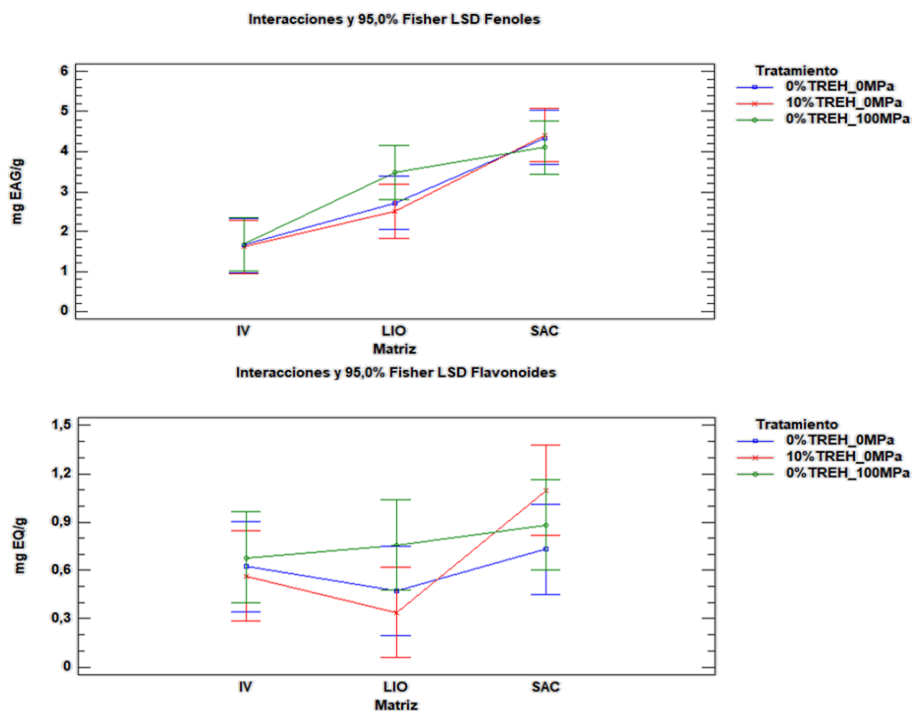 Interacciones y 95,0% Fisher LSD Fenoles
6
5
4
3
2
1
0
mg EAG/g
IV
LIO
SAC
Matriz
Tratamiento
0%TREH_0MPa
10%TREH_0MPa
0%TREH_100MPa
Interacciones y 95,0% Fisher LSD Flavonoides
1,5
1,2
0,9
0,6
0,3
0
mg EQ/g
IV
LIO
SAC
Matriz
Tratamiento
0%TREH_0MPa
10%TREH_0MPa
0%TREH_100MPa